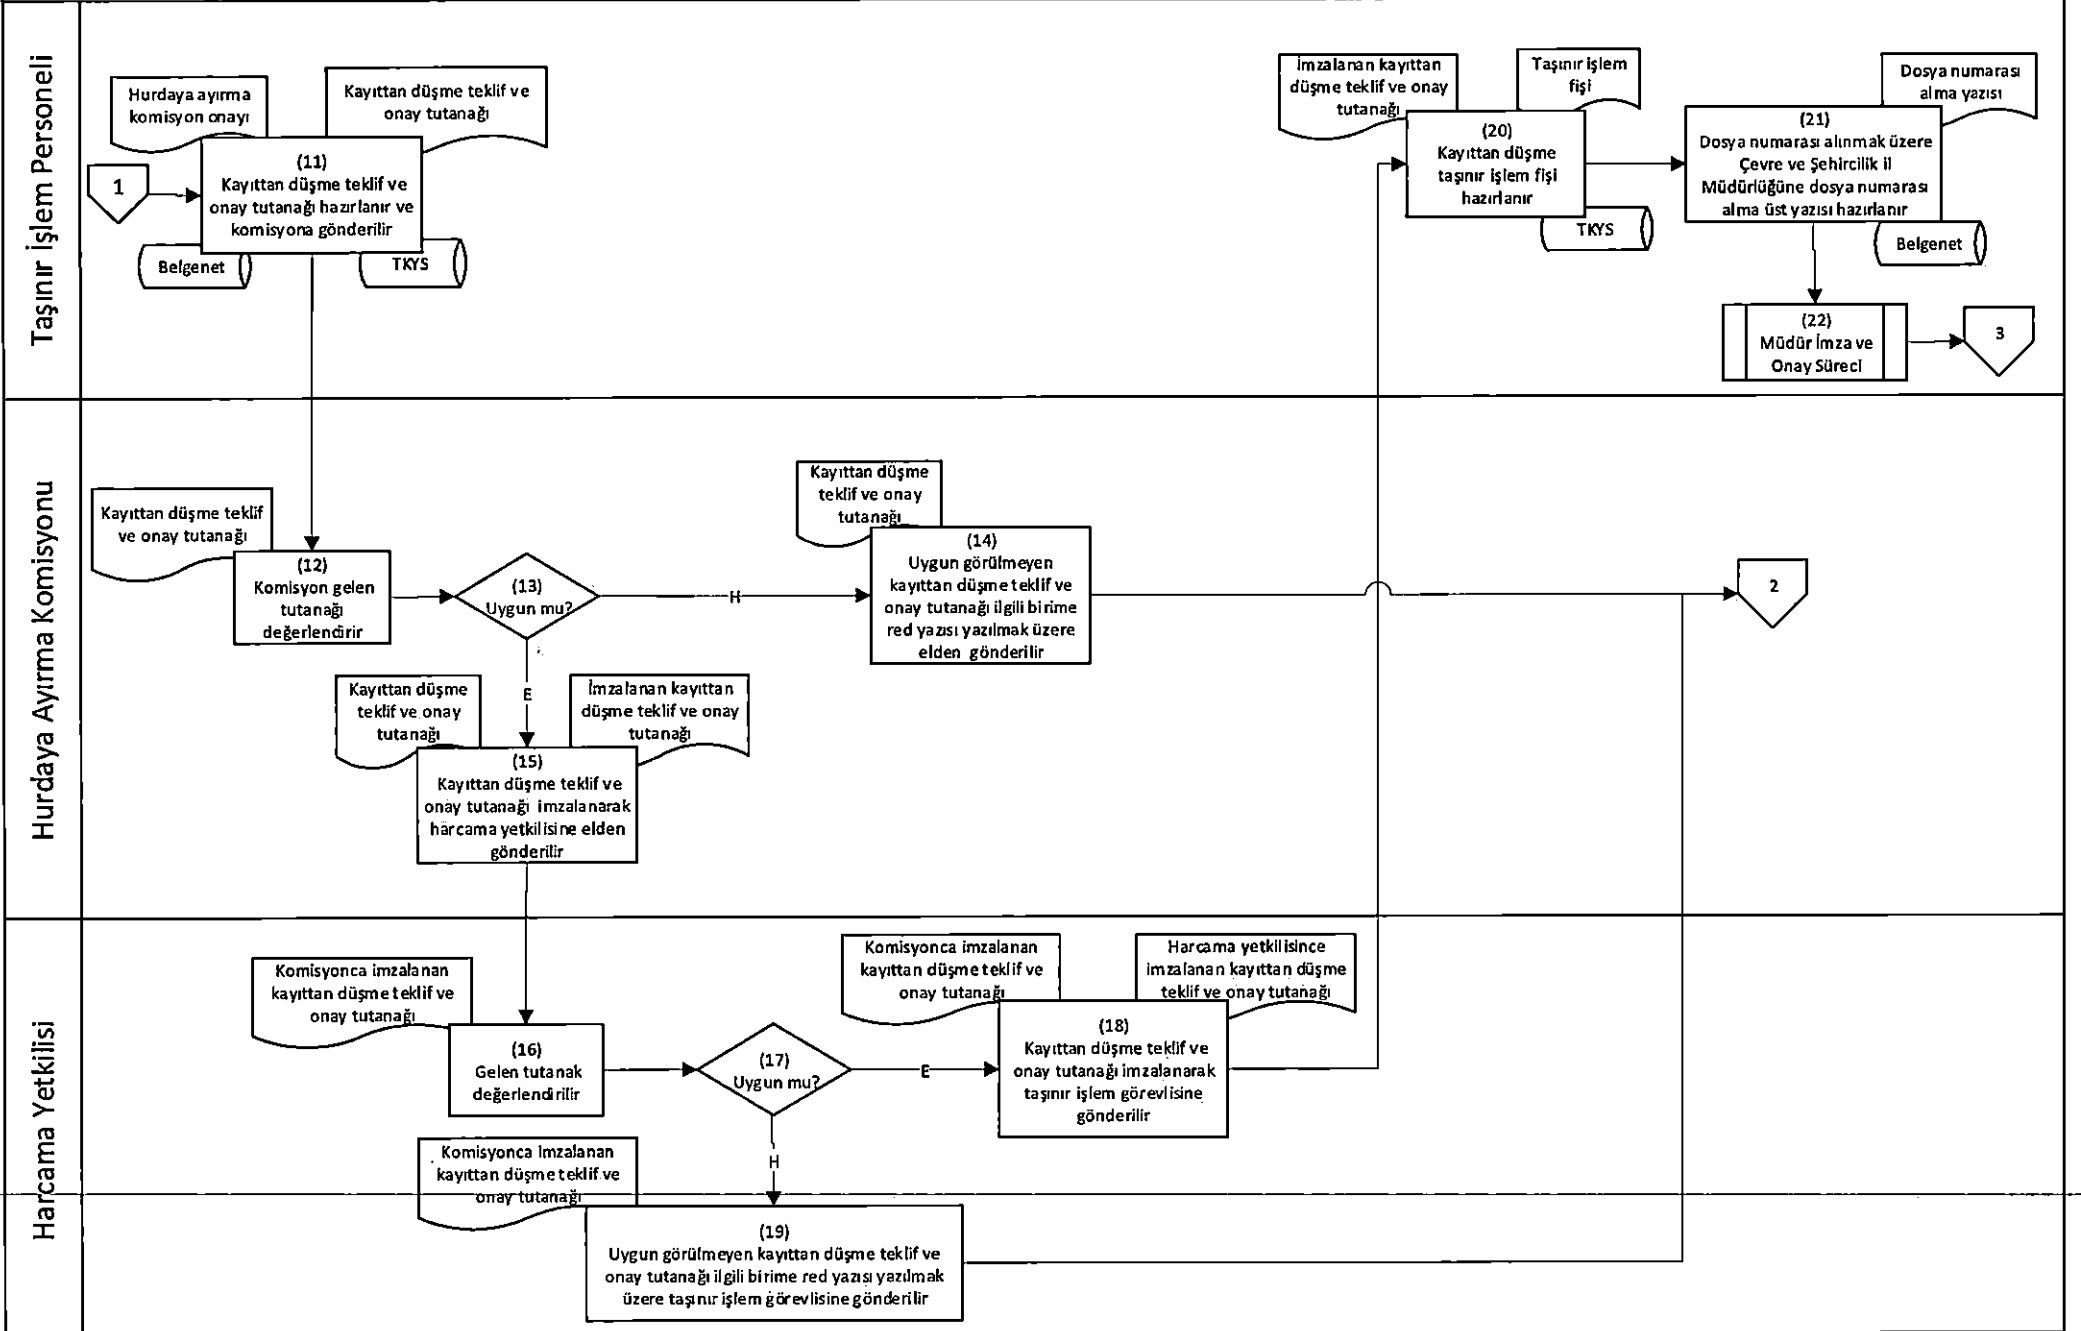 Taşınır İşlem Personeli
Hurdaya ayırma
komisyon onayı
Kayıttan düşme teklif ve
onay tutanağı
1
(11)
Kayıttan düşme teklif ve
onay tutanağı hazırlanır ve
komisyona gönderilir
Belgenet
TKYS
İmzalanan kayıttan
düşme teklif ve onay
tutanağı
Taşınır işlem
fişi
(20)
Kayıttan düşme
taşınır işlem fişi
hazırlanır
TKYS
Dosya numarası
alma yazısı
(21)
Dosya numarası alınmak üzere
Çevre ve Şehircilik il
Müdürlüğüne dosya numarası
alma üst yazısı hazırlanır
Belgenet
(22)
Müdür İmza ve
Onay Süreci
3
Hurdaya Ayırma Komisyonu
Kayıttan düşme teklif
ve onay tutanağı
(12)
Komisyon gelen
tutanağı
değerlendirir
(13)
Uygun mu?
H
Kayıttan düşme
teklif ve onay
tutanağı
(14)
Uygun görülmeyen
kayıttan düşme teklif ve
onay tutanağı ilgili birime
red yazısı yazılmak üzere
elden gönderilir
2
E
Kayıttan düşme
teklif ve onay
tutanağı
İmzalanan kayıttan
düşme teklif ve onay
tutanağı
(15)
Kayıttan düşme teklif ve
onay tutanağı imzalanarak
harcama yetkilisine elden
gönderilir
Harcama Yetkilisi
Komisyonca imzalanan
kayıttan düşme teklif ve
onay tutanağı
(16)
Gelen tutanak
değerlendirilir
(17)
Uygun mu?
E
Komisyonca imzalanan
kayıttan düşme teklif ve
onay tutanağı
Harcama yetkilisince
imzalanan kayıttan düşme
teklif ve onay tutanağı
(18)
Kayıttan düşme teklif ve
onay tutanağı imzalanarak
taşınır işlem görevlisine
gönderilir
H
Komisyonca imzalanan
kayıttan düşme teklif ve
onay tutanağı
(19)
Uygun görülmeyen kayıttan düşme teklif ve
onay tutanağı ilgili birime red yazısı yazılmak
üzere taşınır işlem görevlisine gönderilir